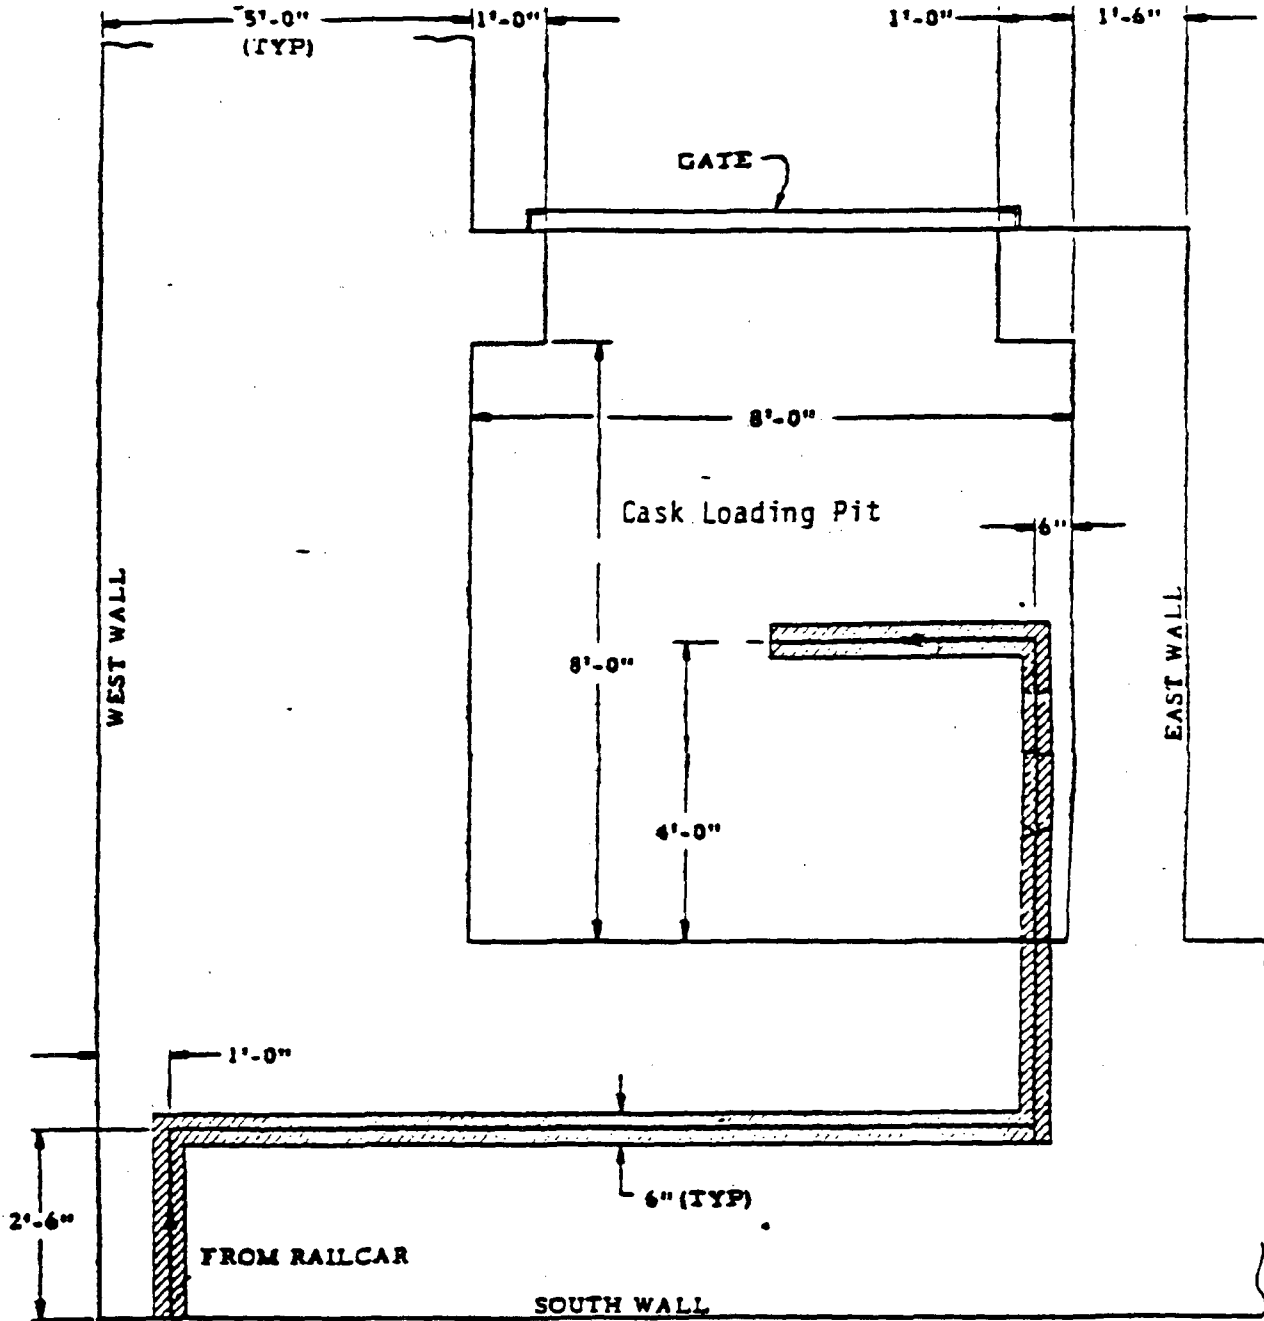 5'-0"
(TYP)
1'-0"
1'-0"
1'-6"
GATE
8'-0"
Cask Loading Pit
6"
WEST WALL
EAST WALL
8'-0"
4'-0"
1'-0"
6" (TYP)
2'-6"
FROM RAILCAR
SOUTH WALL